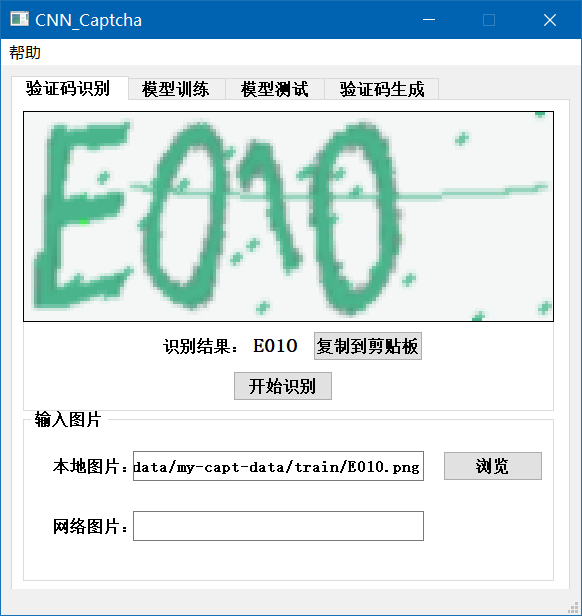 CNN_Captcha
帮助
验证码识别 模型训练 模型测试 验证码生成
E010
识别结果： E010 复制到剪贴板
开始识别
输入图片
本地图片： data/my-capt-data/train/E010.png 浏览
网络图片：